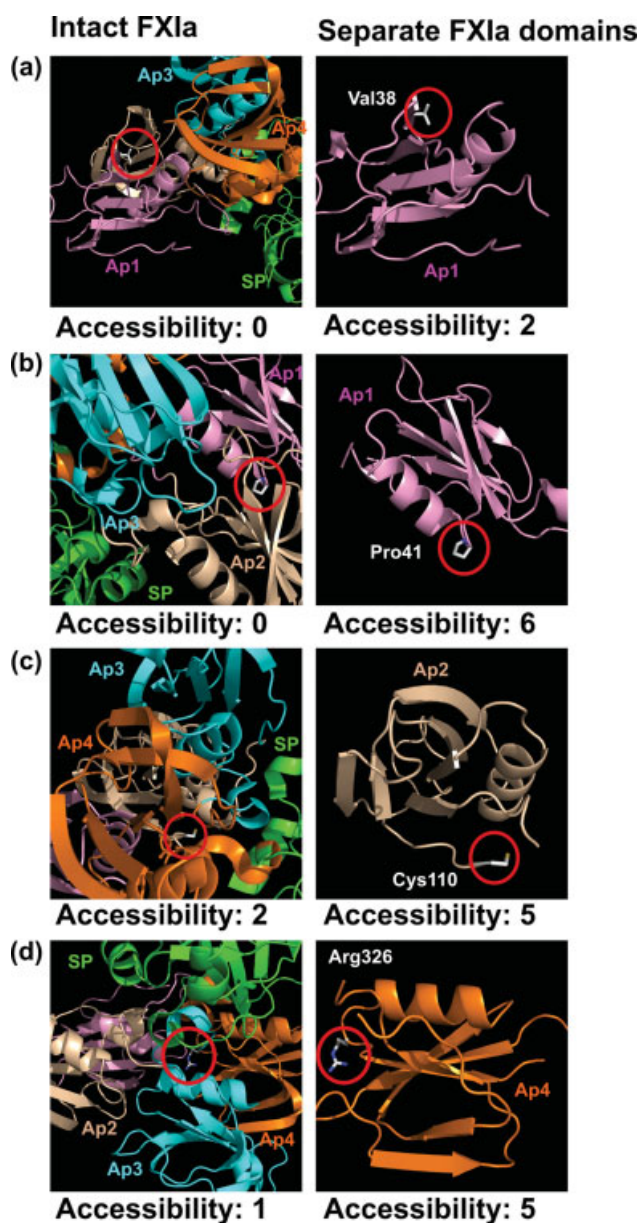 Intact FXIa Separate FXIa domains
(a) Ap3 Ap4 Ap1 SP
Val38 Ap1
Accessibility: 0 Accessibility: 2
(b) Ap1 Ap3 Ap2 SP
Ap1 Pro41
Accessibility: 0 Accessibility: 6
(c) Ap3 Ap4 SP
Ap2 Cys110
Accessibility: 2 Accessibility: 5
(d) SP Ap2 Ap4 Ap3
Arg326 Ap4
Accessibility: 1 Accessibility: 5